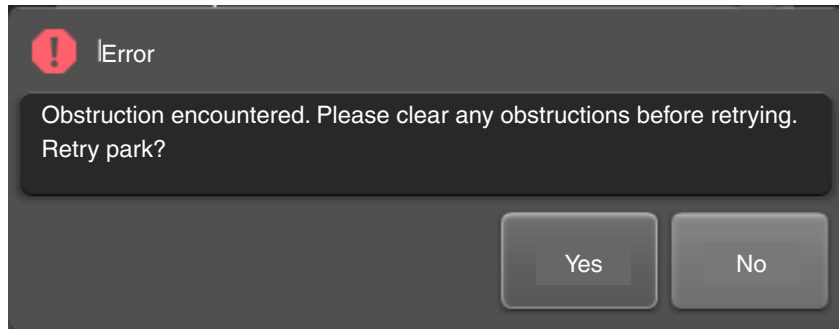 Error
Obstruction encountered. Please clear any obstructions before retrying.
Retry park?
Yes
No